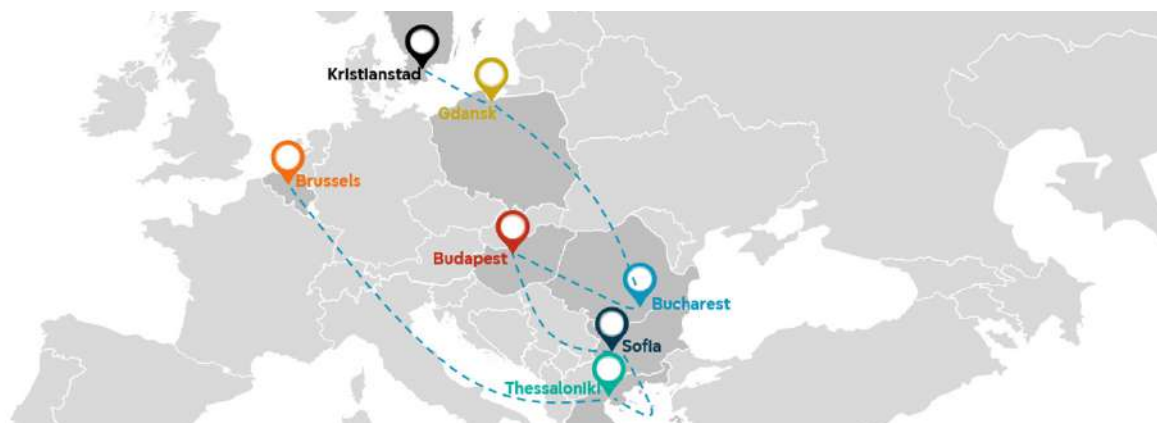 Kristianstad
Gdansk
Brussels
Budapest
Bucharest
Sofia
Thessaloniki